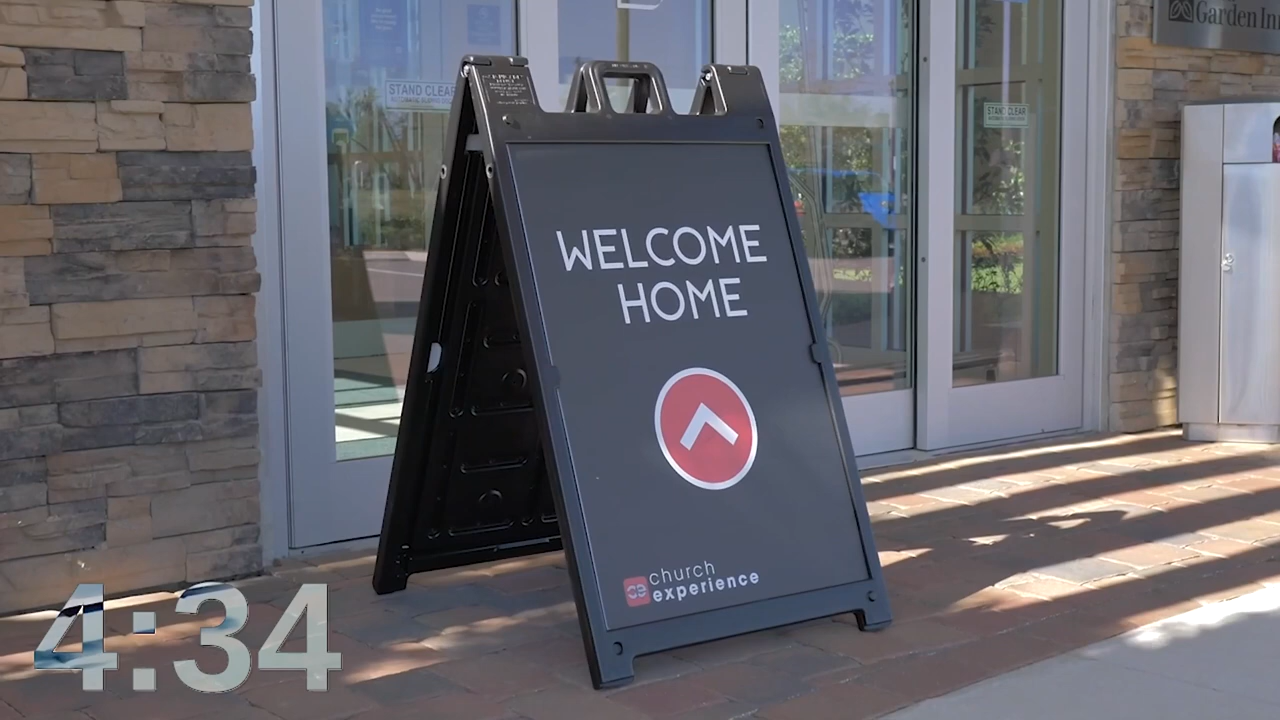 Garden Inn
STAND CLEAR
STAND CLEAR
WELCOME
HOME
church
experience
4:34